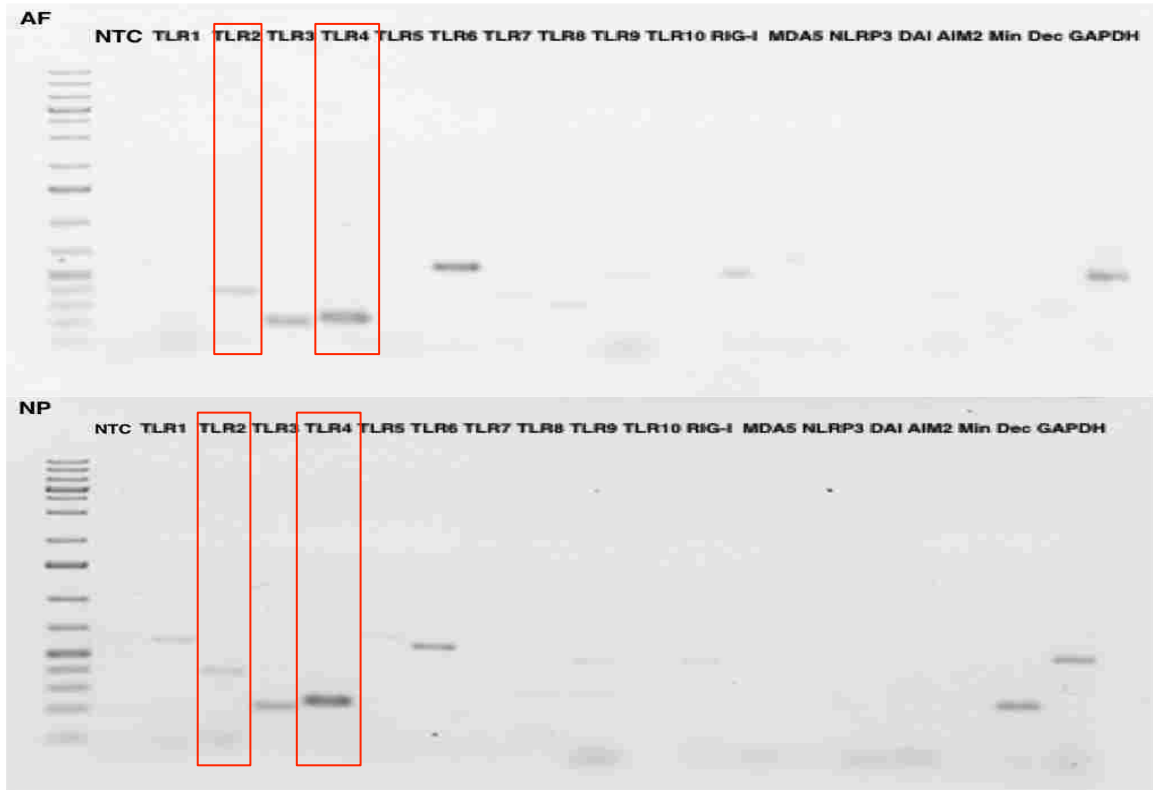 AF
NTC TLR1 TLR2 TLR3 TLR4 TLR5 TLR6 TLR7 TLR8 TLR9 TLR10 RIG-I MDA5 NLRP3 DAI AIM2 Min Dec GAPDH
NP
NTC TLR1 TLR2 TLR3 TLR4 TLR5 TLR6 TLR7 TLR8 TLR9 TLR10 RIG-I MDA5 NLRP3 DAI AIM2 Min Dec GAPDH